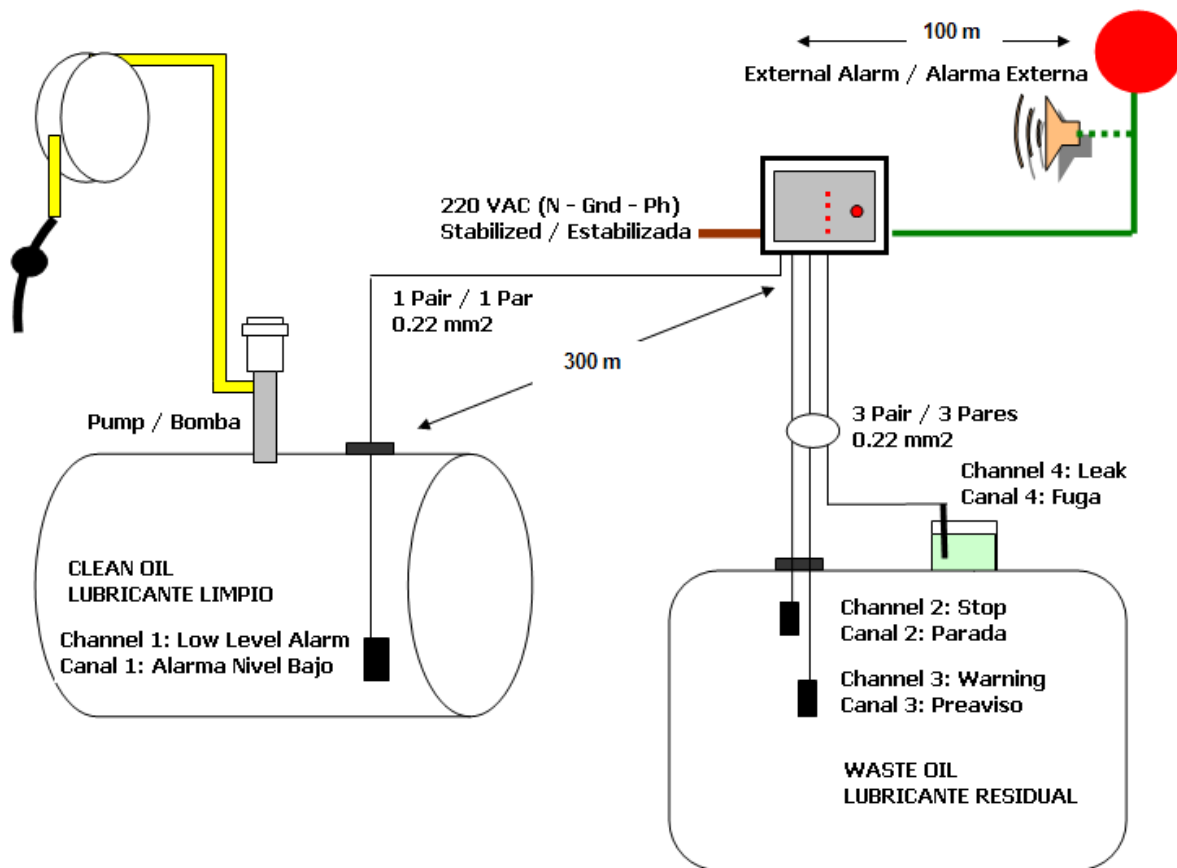 100 m
External Alarm / Alarma Externa
220 VAC (N - Gnd - Ph)
Stabilized / Estabilizada
1 Pair / 1 Par
0.22 mm2
300 m
Pump / Bomba
3 Pair / 3 Pares
0.22 mm2
Channel 4: Leak
Canal 4: Fuga
CLEAN OIL
LUBRICANTE LIMPIO
Channel 1: Low Level Alarm
Canal 1: Alarma Nivel Bajo
Channel 2: Stop
Canal 2: Parada
Channel 3: Warning
Canal 3: Preaviso
WASTE OIL
LUBRICANTE RESIDUAL